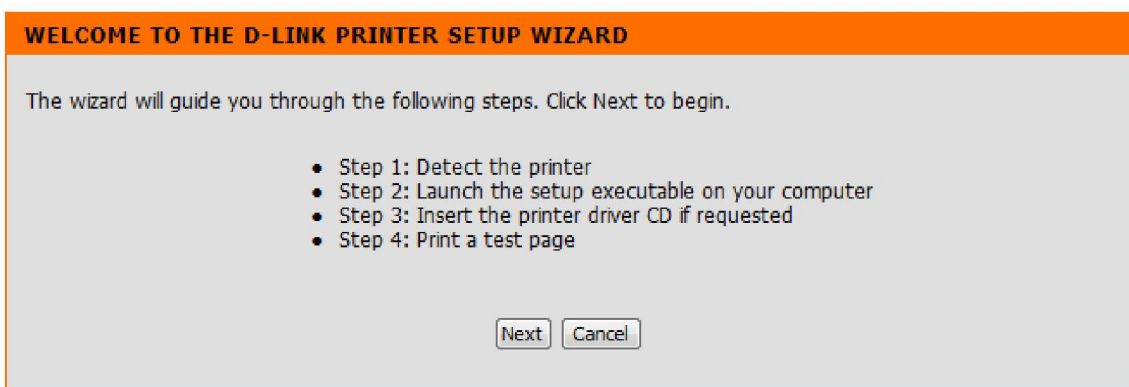 WELCOME TO THE D-LINK PRINTER SETUP WIZARD
The wizard will guide you through the following steps. Click Next to begin.
• Step 1: Detect the printer
• Step 2: Launch the setup executable on your computer
• Step 3: Insert the printer driver CD if requested
• Step 4: Print a test page
Next Cancel